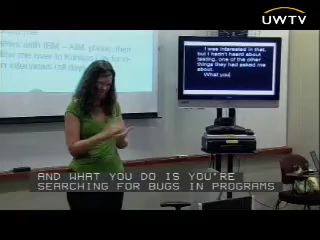 UWTV
I was interested in that,
but I hadn't heard about
testing, one of the other
things they had asked me
about.
What you
AND WHAT YOU DO IS YOU'RE
SEARCHING FOR BUGS IN PROGRAMS